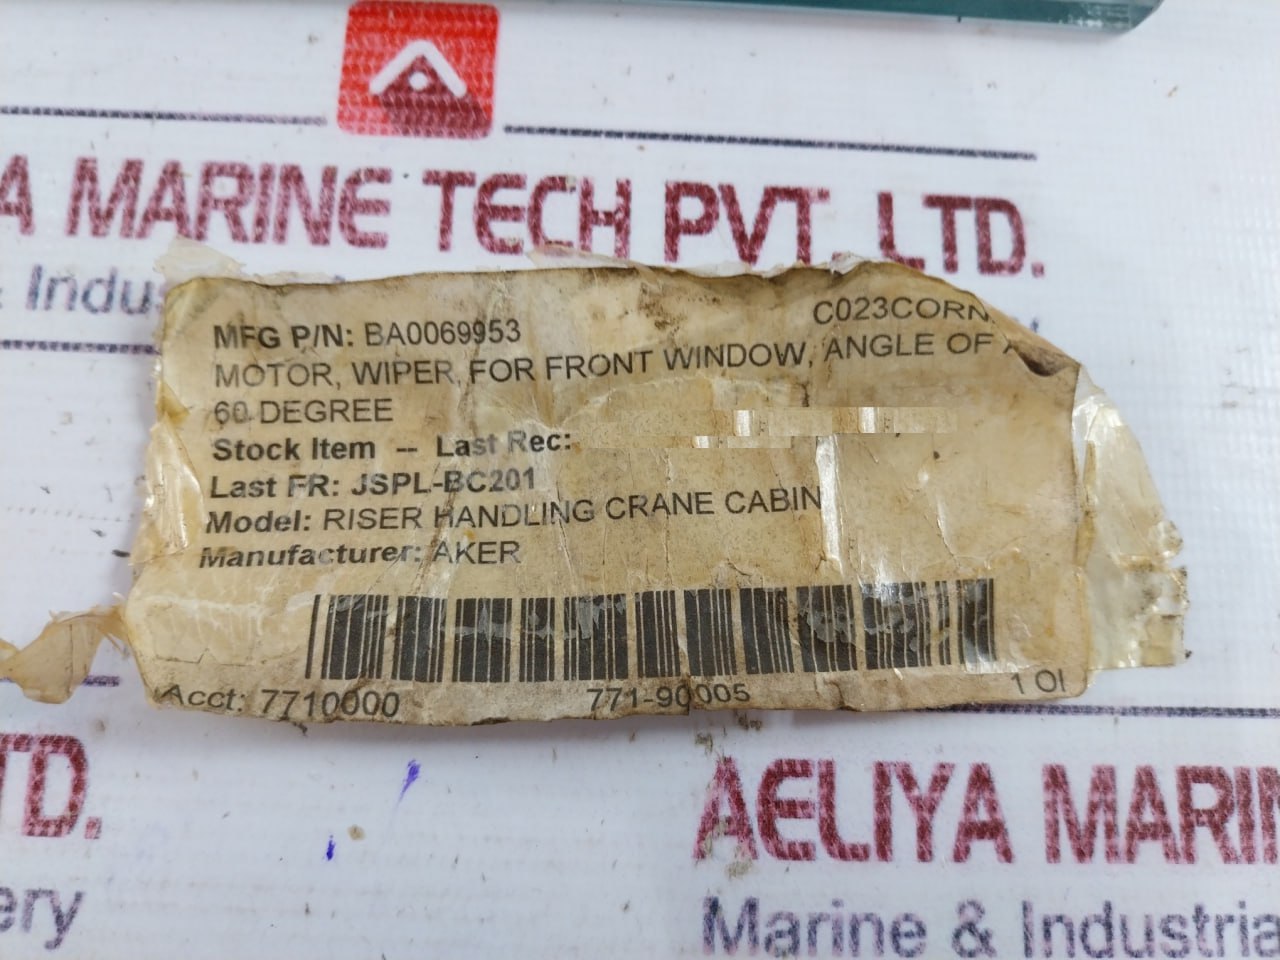 A MARINE TECH PVT. LTD.
& Indus
C023CORN
MFG P/N: BA0069953
MOTOR, WIPER, FOR FRONT WINDOW, ANGLE OF
60 DEGREE
Stock Item -- Last Rec:
Last FR: JSPL-BC201
Model: RISER HANDLING CRANE CABIN
Manufacturer: AKER
Acct: 7710000 771-90005 1 OI
TD.
ery
AELIYA MARIN
Marine & Industria